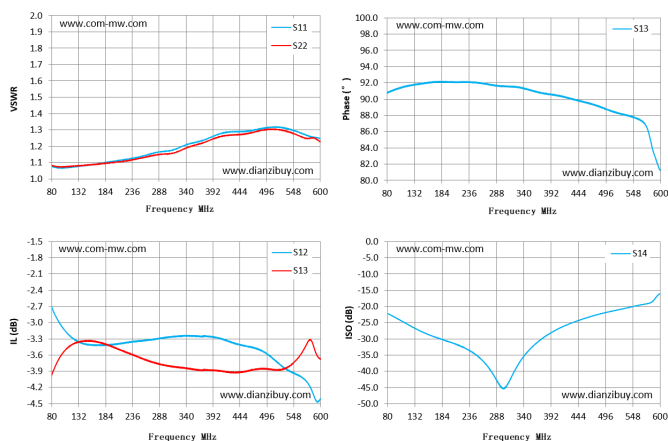 www.com-mw.com
S11
S22
VSWR
2.0
1.9
1.8
1.7
1.6
1.5
1.4
1.3
1.2
1.1
1.0
www.dianzibuy.com
80 132 184 236 288 340 392 444 496 548 600
Frequency MHz
www.com-mw.com
S13
Phase (°)
100.0
98.0
96.0
94.0
92.0
90.0
88.0
86.0
84.0
82.0
80.0
www.dianzibuy.com
80 132 184 236 288 340 392 444 496 548 600
Frequency MHz
www.com-mw.com
S12
S13
IL (dB)
-1.5
-1.8
-2.1
-2.4
-2.7
-3.0
-3.3
-3.6
-3.9
-4.2
-4.5
www.dianzibuy.com
80 132 184 236 288 340 392 444 496 548 600
Frequency MHz
www.com-mw.com
S14
ISO (dB)
0.0
-5.0
-10.0
-15.0
-20.0
-25.0
-30.0
-35.0
-40.0
-45.0
-50.0
www.dianzibuy.com
80 132 184 236 288 340 392 444 496 548 600
Frequency MHz